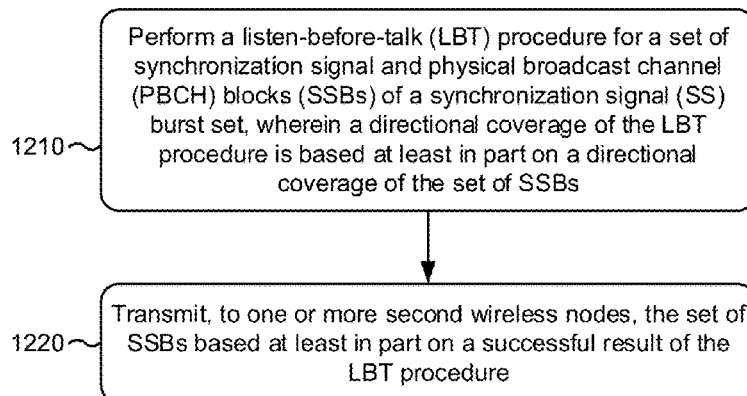 Perform a listen-before-talk (LBT) procedure for a set of
synchronization signal and physical broadcast channel
(PBCH) blocks (SSBs) of a synchronization signal (SS)
burst set, wherein a directional coverage of the LBT
procedure is based at least in part on a directional
coverage of the set of SSBs
1210
Transmit, to one or more second wireless nodes, the set of
SSBs based at least in part on a successful result of the
LBT procedure
1220